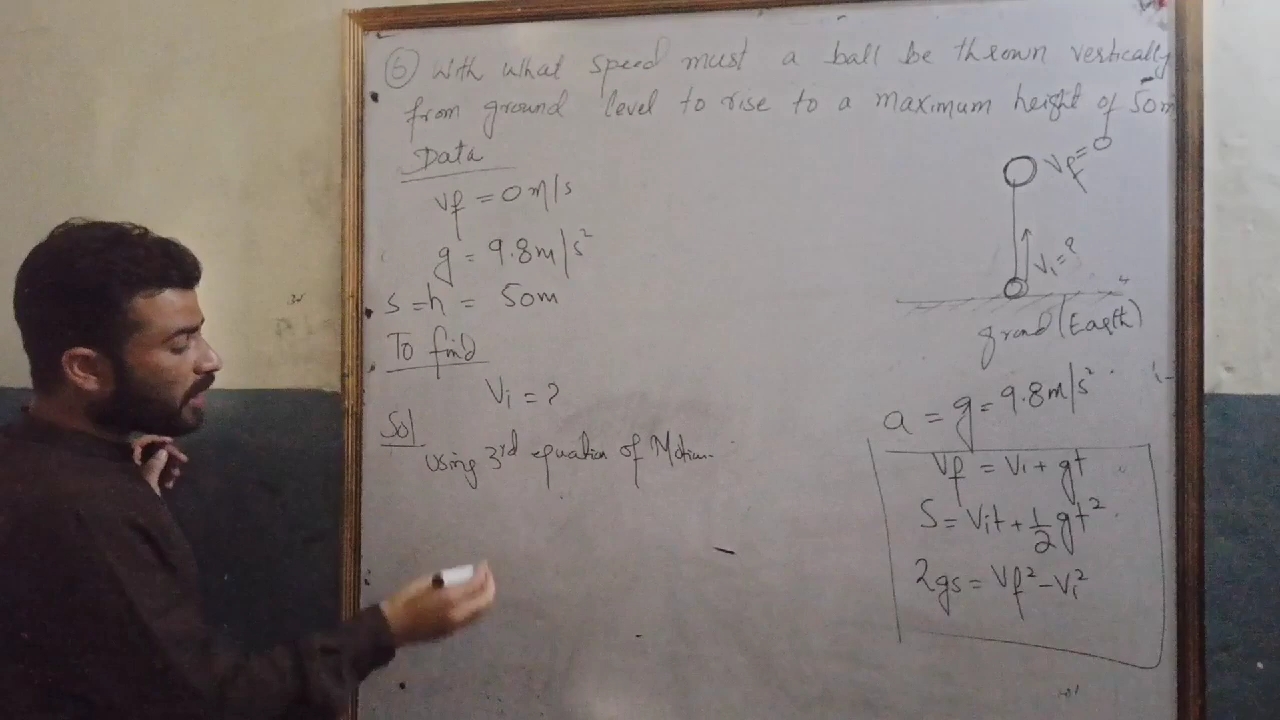 6 With what speed must a ball be thrown vertically
from ground level to rise to a maximum height of 50m
Data
Vf = 0 m/s
g = 9.8 m/s²
S = h = 50m
To find
Vi = ?
Sol
Using 3rd equation of Motion.
Vf = 0
Vi = ?
grond (Earth)
a = g = 9.8 m/s²
Vf = Vi + gt
S = Vit + 1/2 gt²
2gs = Vf² - Vi²